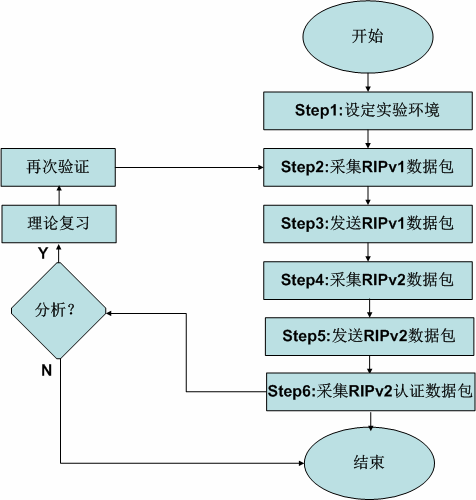 开始
Step1:设定实验环境
再次验证
Step2:采集RIPv1数据包
理论复习
Step3:发送RIPv1数据包
Y
Step4:采集RIPv2数据包
分析?
Step5:发送RIPv2数据包
N
Step6:采集RIPv2认证数据包
结束